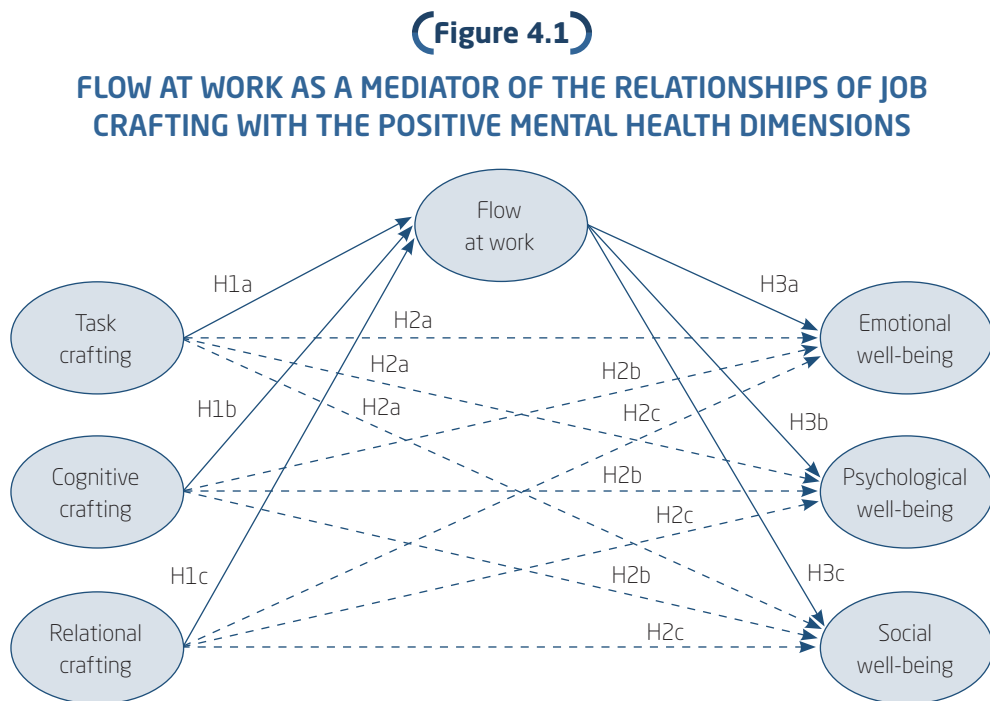 Figure 4.1
FLOW AT WORK AS A MEDIATOR OF THE RELATIONSHIPS OF JOB
CRAFTING WITH THE POSITIVE MENTAL HEALTH DIMENSIONS
Flow
at work
H1a
H3a
Task
crafting
H2a
Emotional
well-being
H2a
H2b
H1b
H2a
H2c
H3b
Cognitive
crafting
H2b
Psychological
well-being
H2c
H1c
H2b
H3c
Relational
crafting
H2c
Social
well-being